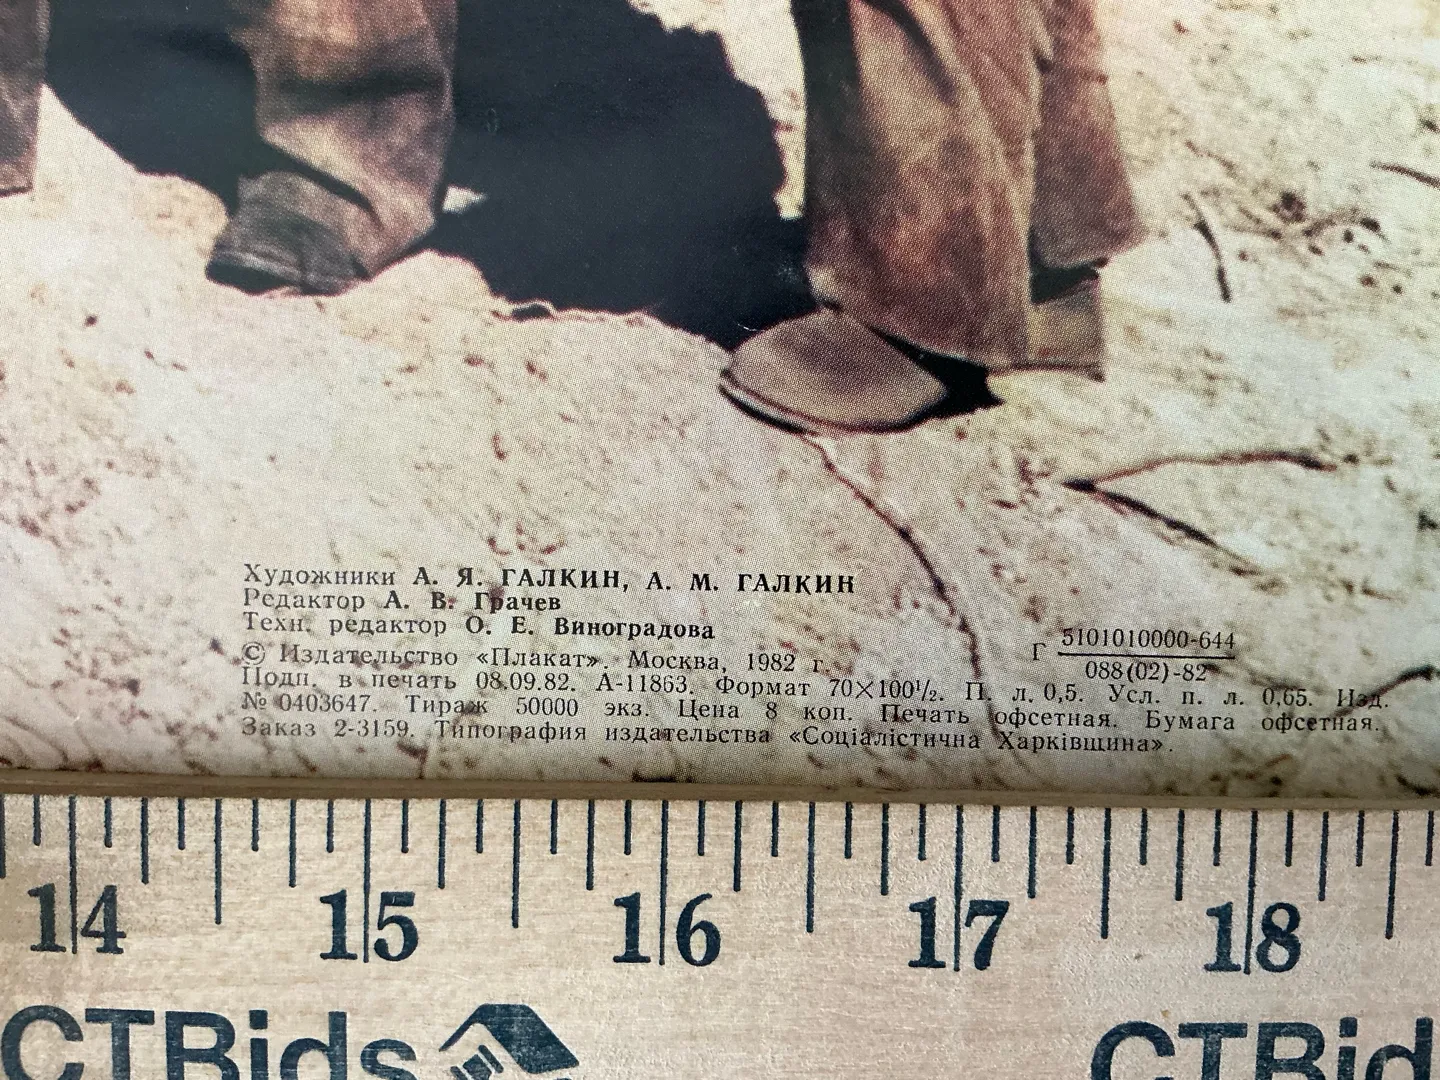 Художники А. Я. ГАЛКИН, А. М. ГАЛКИН
Редактор А. В. Грачев
Техн. редактор О. Е. Виноградова
Г 5101010000-644
088(02)-82
© Издательство «Плакат». Москва, 1982 г.
Подп. в печать 08.09.82. А-11863. Формат 70×100½. П. л. 0,5. Усл. п. л. 0,65. Изд.
№ 0403647. Тираж 50000 экз. Цена 8 коп. Печать офсетная. Бумага офсетная.
Заказ 2-3159. Типография издательства «Соціалістична Харківщина».
14 15 16 17 18
CTBids CTBid